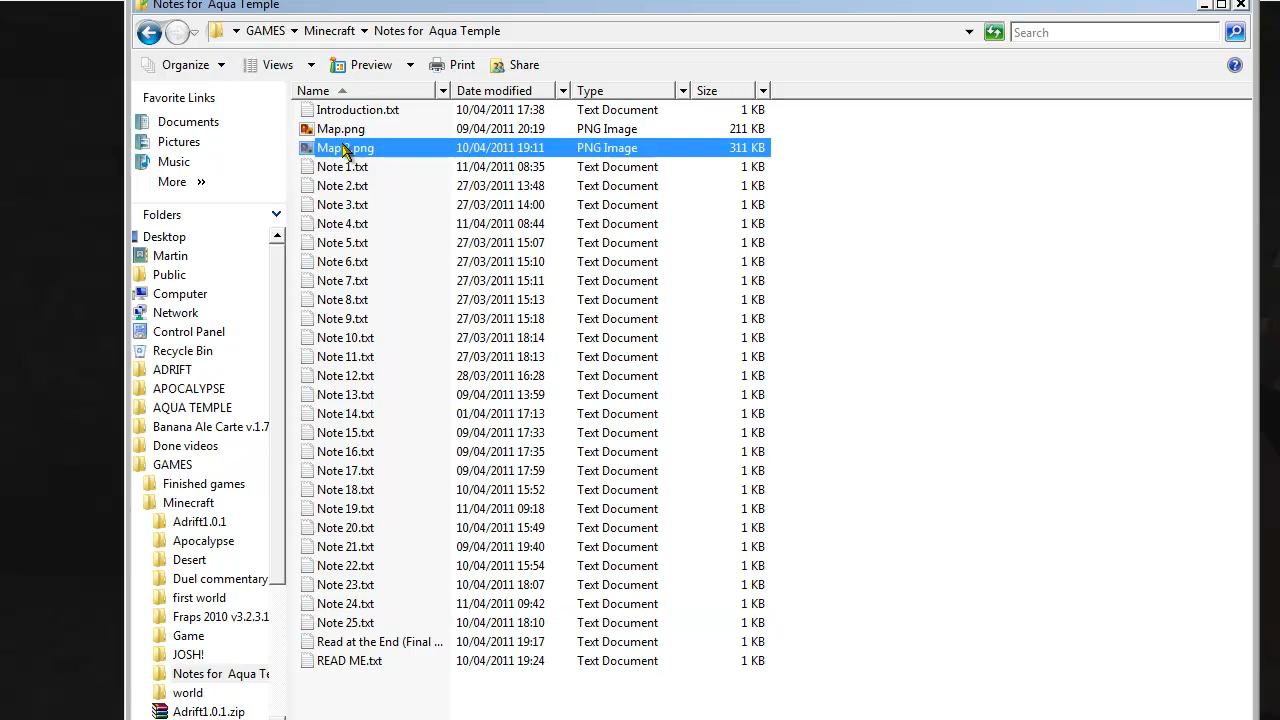 Notes for Aqua Temple
GAMES Minecraft Notes for Aqua Temple
Search
Organize Views Preview Print Share
Favorite Links
Documents
Pictures
Music
More »
Folders
Desktop
Martin
Public
Computer
Network
Control Panel
Recycle Bin
ADRIFT
APOCALYPSE
AQUA TEMPLE
Banana Ale Carte v.1.7
Done videos
GAMES
Finished games
Minecraft
Adrift1.0.1
Apocalypse
Desert
Duel commentary
first world
Fraps 2010 v3.2.3.1
Game
JOSH!
Notes for Aqua Te
world
Adrift1.0.1.zip
Name Date modified Type Size
Introduction.txt 10/04/2011 17:38 Text Document 1 KB
Map.png 09/04/2011 20:19 PNG Image 211 KB
Map .png 10/04/2011 19:11 PNG Image 311 KB
Note 1.txt 11/04/2011 08:35 Text Document 1 KB
Note 2.txt 27/03/2011 13:48 Text Document 1 KB
Note 3.txt 27/03/2011 14:00 Text Document 1 KB
Note 4.txt 11/04/2011 08:44 Text Document 1 KB
Note 5.txt 27/03/2011 15:07 Text Document 1 KB
Note 6.txt 27/03/2011 15:10 Text Document 1 KB
Note 7.txt 27/03/2011 15:11 Text Document 1 KB
Note 8.txt 27/03/2011 15:13 Text Document 1 KB
Note 9.txt 27/03/2011 15:18 Text Document 1 KB
Note 10.txt 27/03/2011 18:14 Text Document 1 KB
Note 11.txt 27/03/2011 18:13 Text Document 1 KB
Note 12.txt 28/03/2011 16:28 Text Document 1 KB
Note 13.txt 09/04/2011 13:59 Text Document 1 KB
Note 14.txt 01/04/2011 17:13 Text Document 1 KB
Note 15.txt 09/04/2011 17:33 Text Document 1 KB
Note 16.txt 09/04/2011 17:35 Text Document 1 KB
Note 17.txt 09/04/2011 17:59 Text Document 1 KB
Note 18.txt 10/04/2011 15:52 Text Document 1 KB
Note 19.txt 11/04/2011 09:18 Text Document 1 KB
Note 20.txt 10/04/2011 15:49 Text Document 1 KB
Note 21.txt 09/04/2011 19:40 Text Document 1 KB
Note 22.txt 10/04/2011 15:54 Text Document 1 KB
Note 23.txt 10/04/2011 18:07 Text Document 1 KB
Note 24.txt 11/04/2011 09:42 Text Document 1 KB
Note 25.txt 10/04/2011 18:10 Text Document 1 KB
Read at the End (Final ... 10/04/2011 19:17 Text Document 1 KB
READ ME.txt 10/04/2011 19:24 Text Document 1 KB